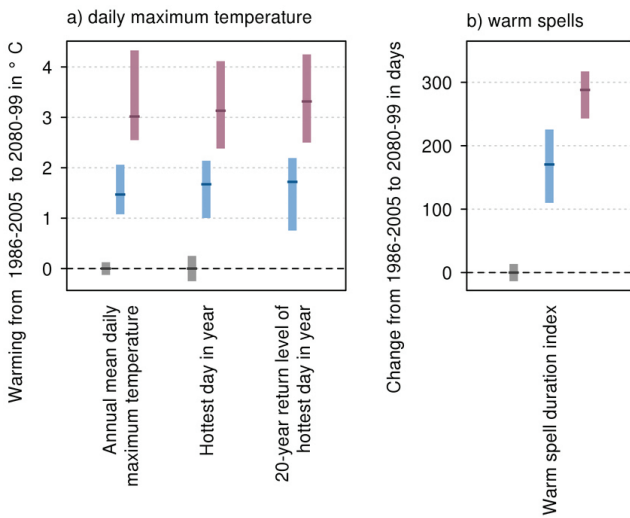 a) daily maximum temperature
Warming from 1986-2005 to 2080-99 in ° C
4
3
2
1
0
Annual mean daily
maximum temperature
Hottest day in year
20-year return level of
hottest day in year
b) warm spells
Change from 1986-2005 to 2080-99 in days
300
200
100
0
Warm spell duration index